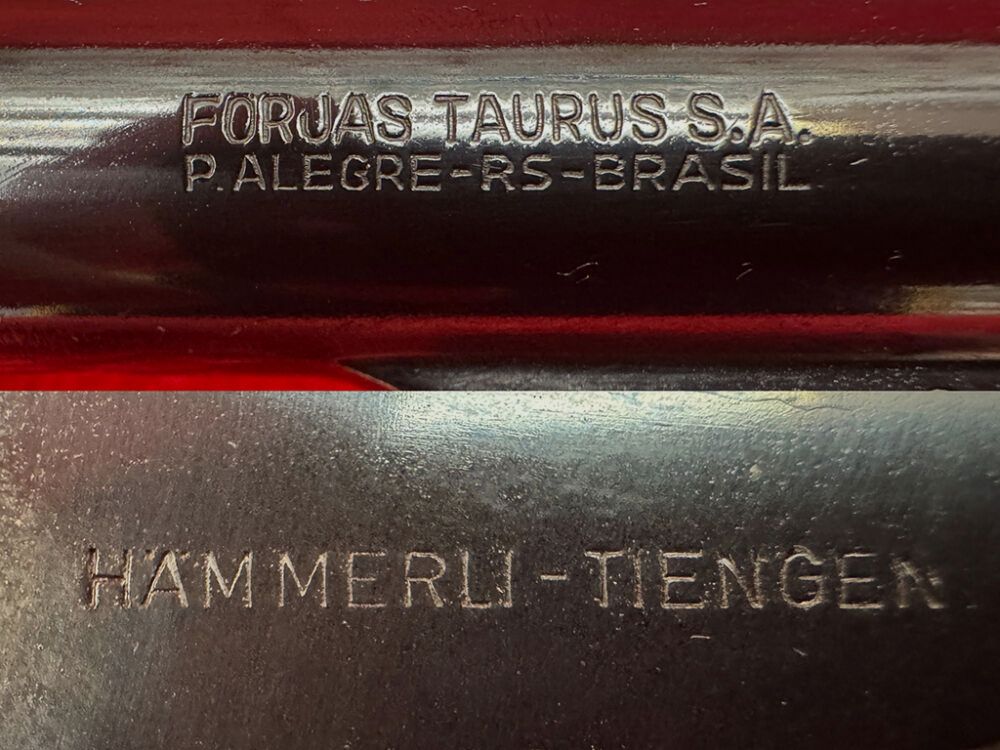 FORJAS TAURUS S.A.
P. ALEGRE-RS-BRASIL
HÄMMERLI-TIENGEN